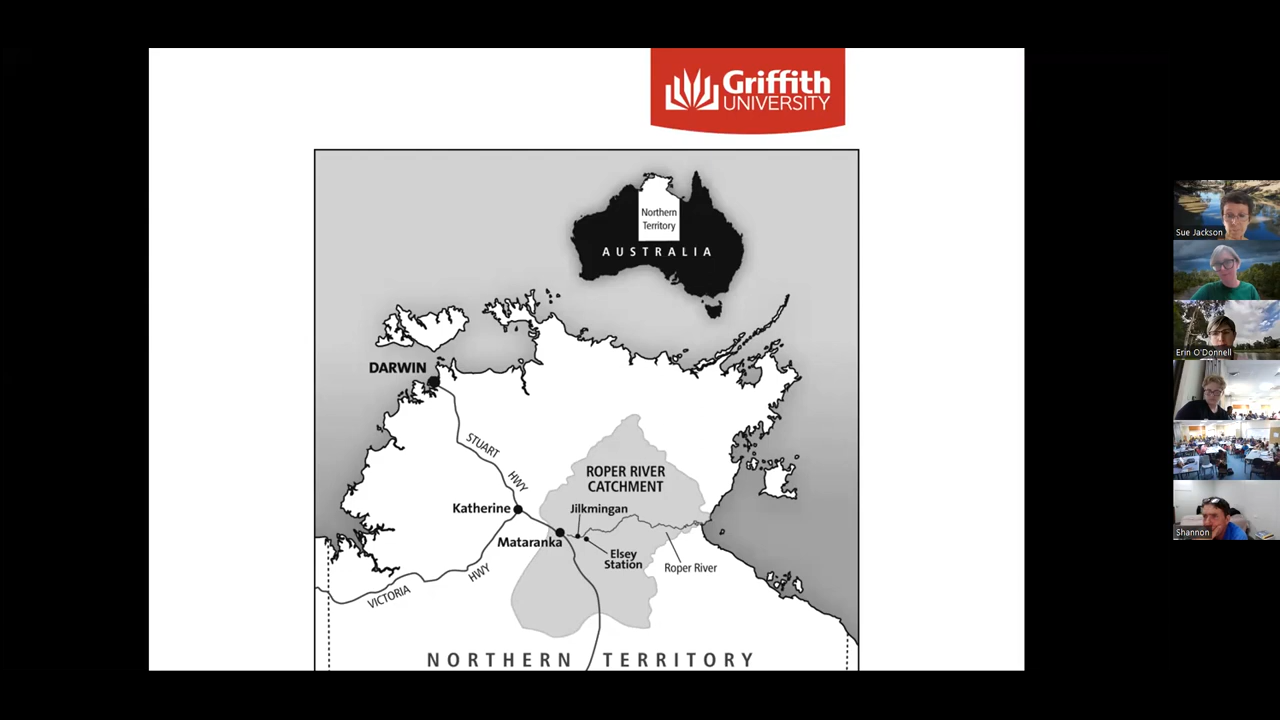 Griffith
UNIVERSITY
Northern
Territory
AUSTRALIA
DARWIN
STUART
HWY
ROPER RIVER
CATCHMENT
Katherine
Jilkmingan
Mataranka
Elsey
Station
Roper River
VICTORIA
HWY
NORTHERN TERRITORY
Sue Jackson
Erin O'Donnell
Shannon